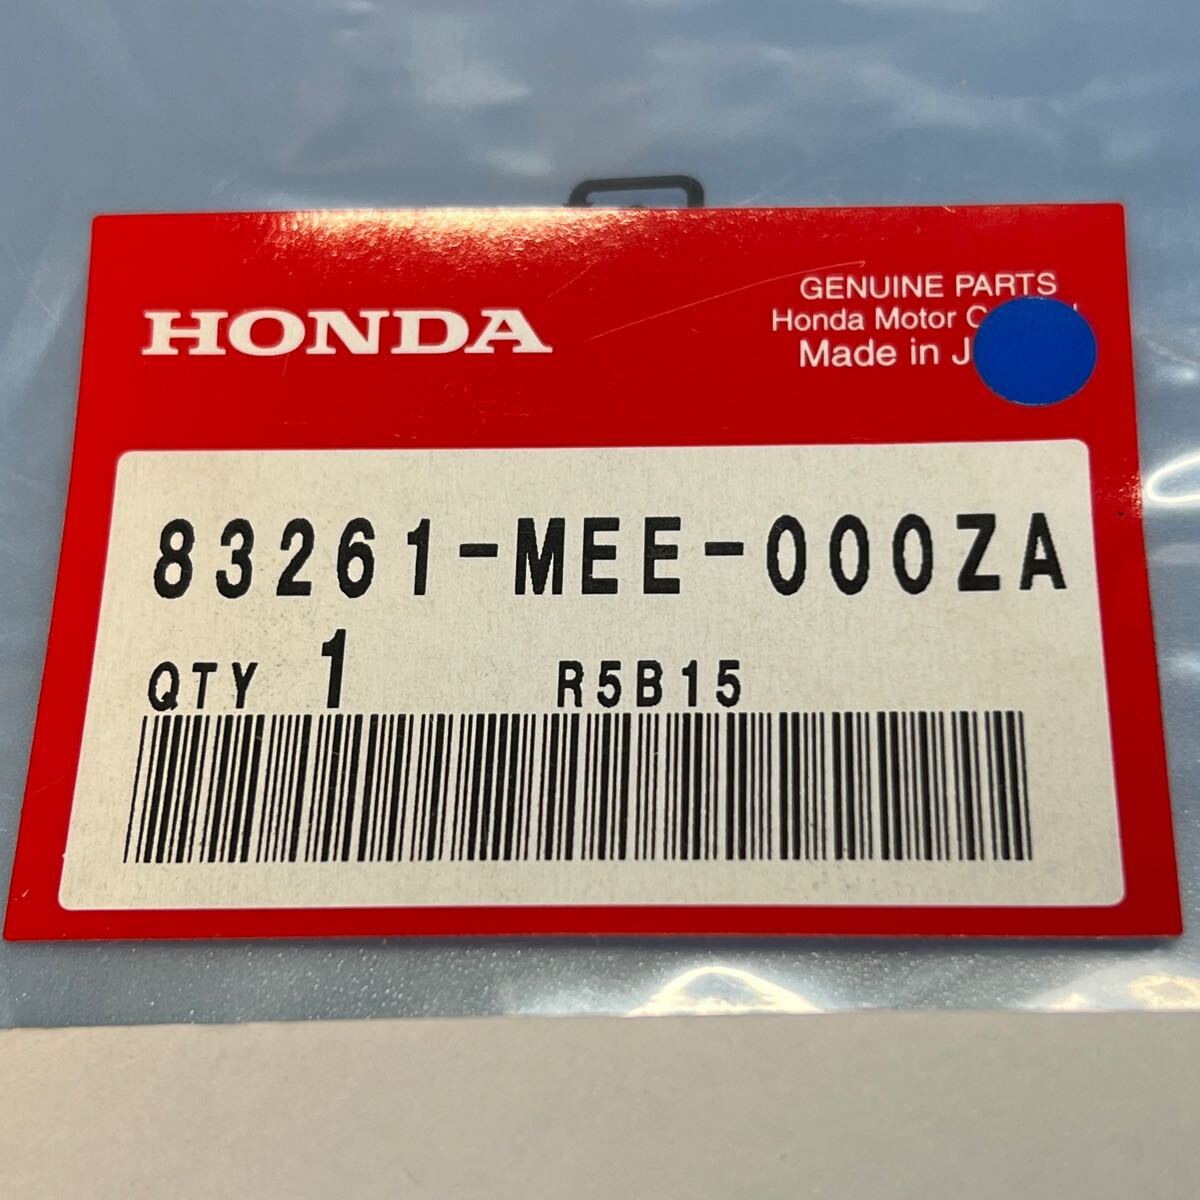 HONDA
GENUINE PARTS
Honda Motor
Made in
83261-MEE-000ZA
QTY 1 R5B15